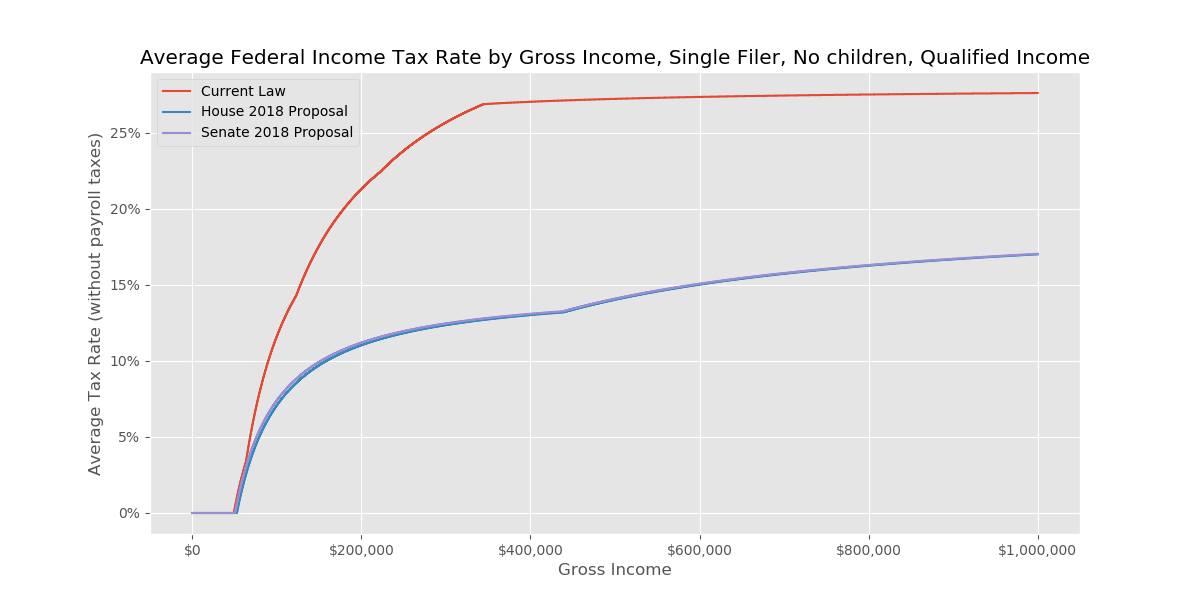 Average Federal Income Tax Rate by Gross Income, Single Filer, No children, Qualified Income
Current Law
House 2018 Proposal
Senate 2018 Proposal
Average Tax Rate (without payroll taxes)
25%
20%
15%
10%
5%
0%
$0
$200,000
$400,000
$600,000
$800,000
$1,000,000
Gross Income